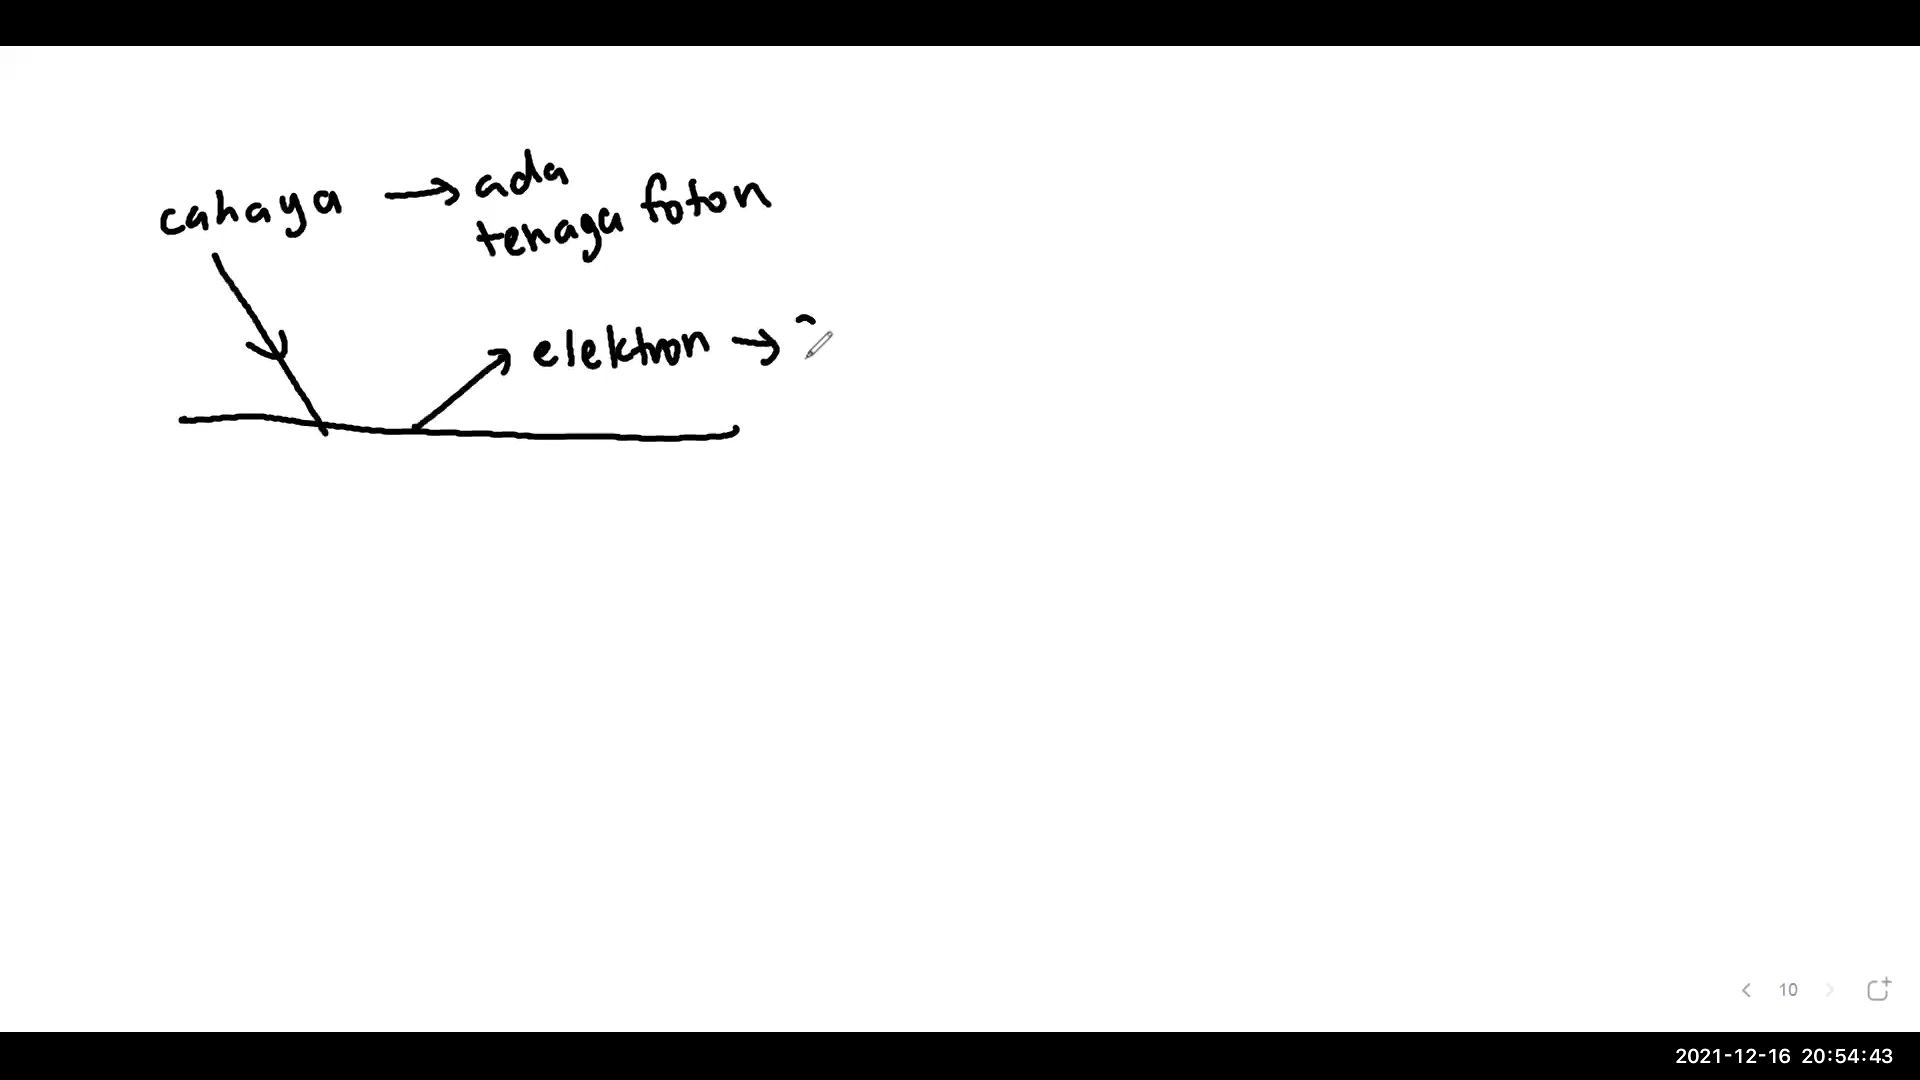 cahaya → ada
tenaga foton
elektron →
10
2021-12-16 20:54:43